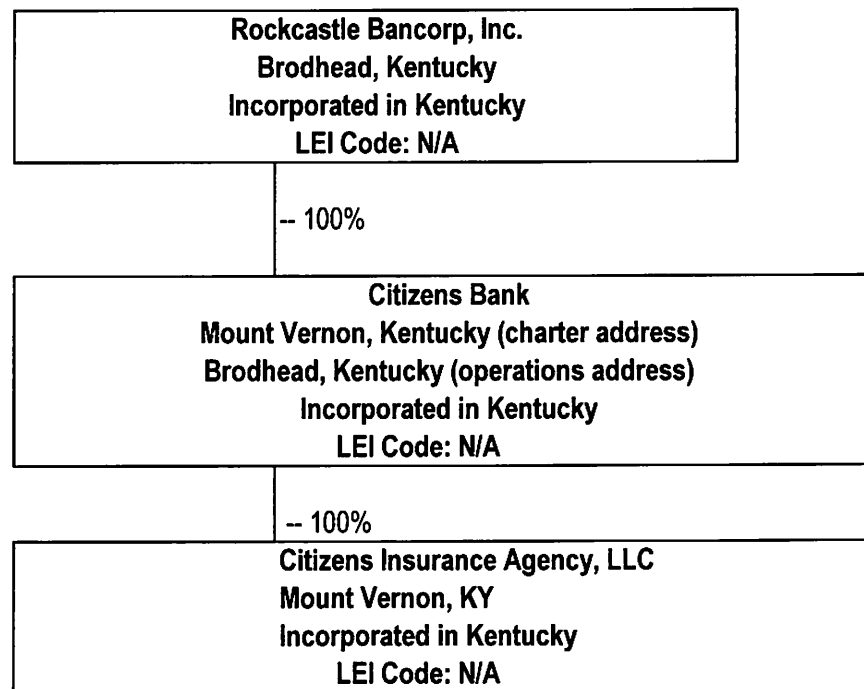 Rockcastle Bancorp, Inc.
Brodhead, Kentucky
Incorporated in Kentucky
LEI Code: N/A
-- 100%
Citizens Bank
Mount Vernon, Kentucky (charter address)
Brodhead, Kentucky (operations address)
Incorporated in Kentucky
LEI Code: N/A
-- 100%
Citizens Insurance Agency, LLC
Mount Vernon, KY
Incorporated in Kentucky
LEI Code: N/A